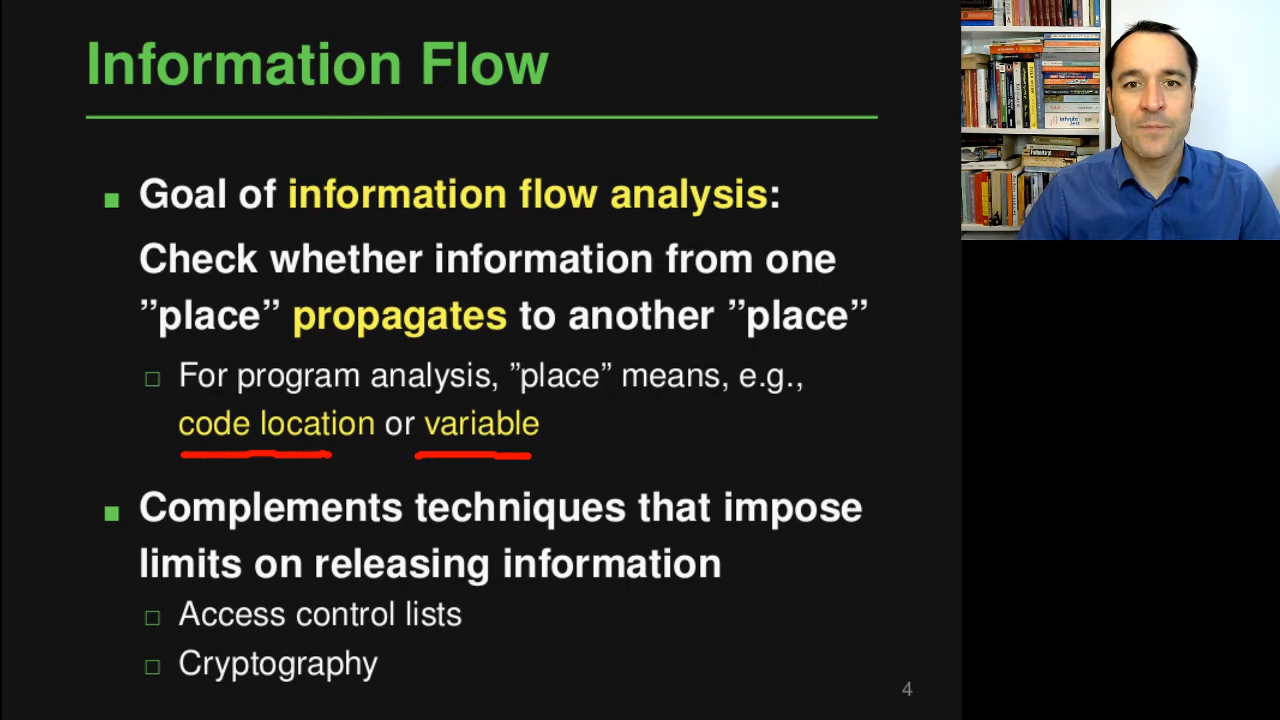 Information Flow
Goal of information flow analysis:
Check whether information from one
”place” propagates to another ”place”
For program analysis, ”place” means, e.g.,
code location or variable
Complements techniques that impose
limits on releasing information
Access control lists
Cryptography
4
Infinite
Jest